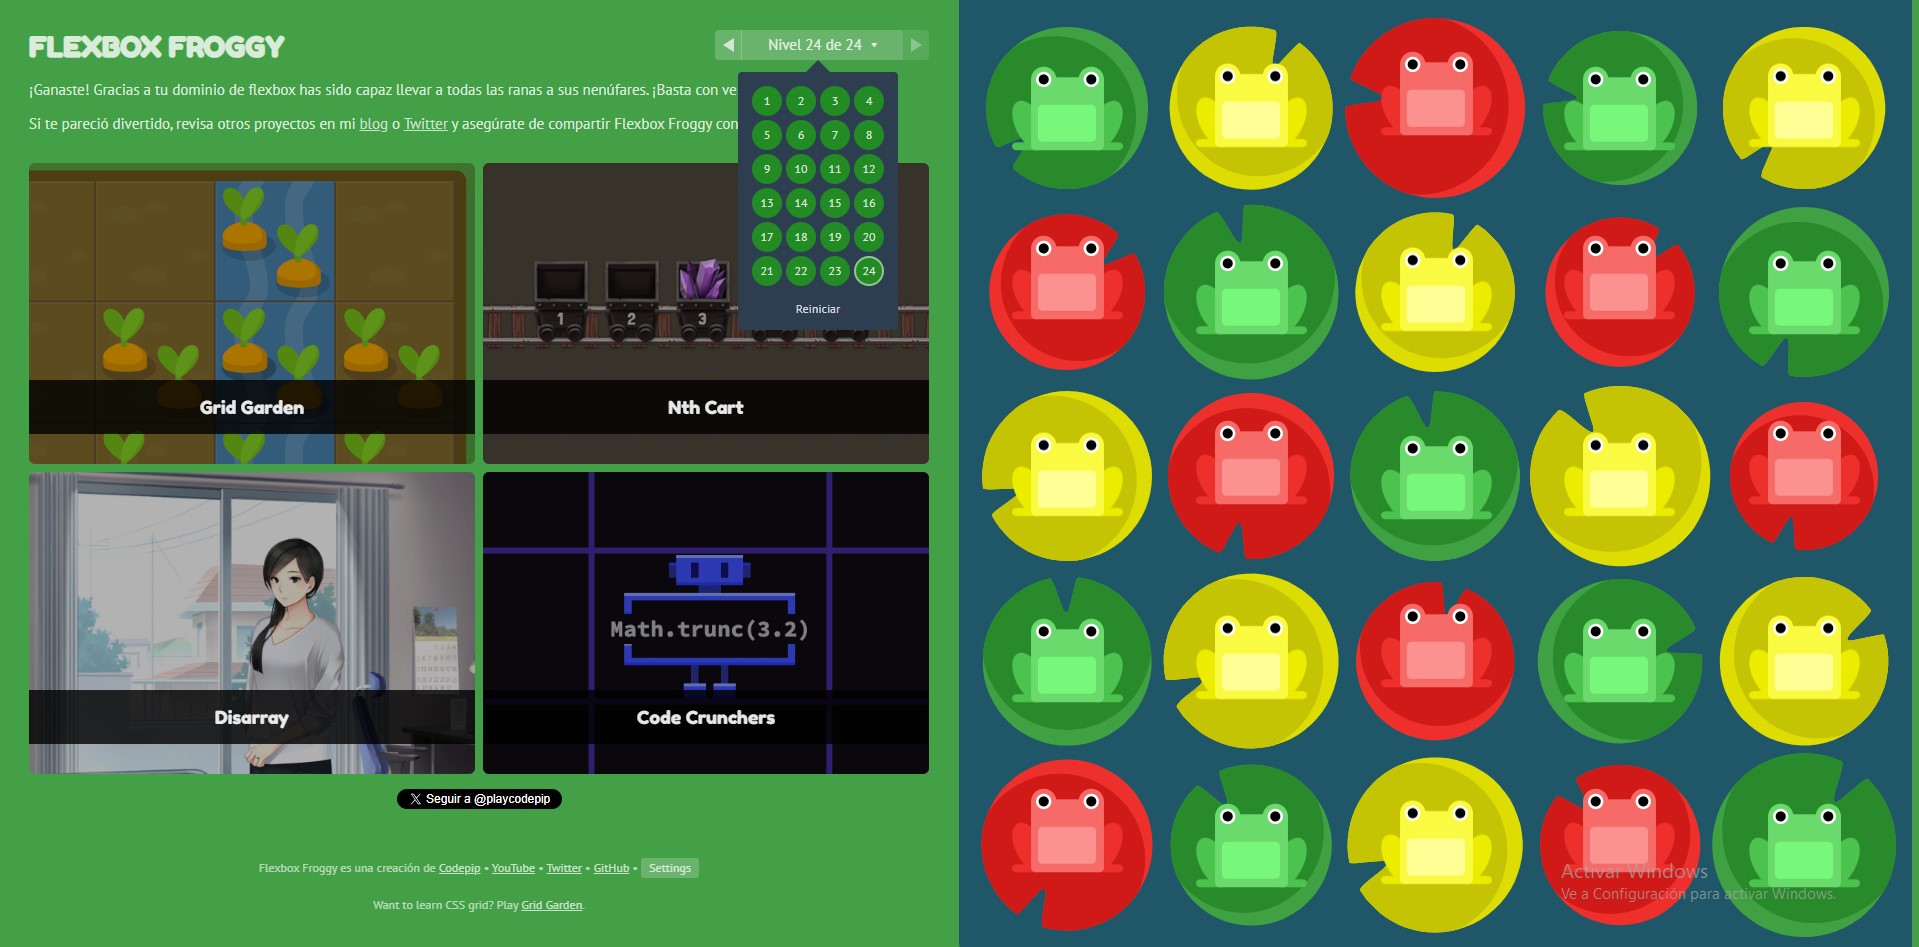 FLEXBOX FROGGY
Nivel 24 de 24
¡Ganaste! Gracias a tu dominio de flexbox has sido capaz llevar a todas las ranas a sus nenúfares. ¡Basta con ve
Si te pareció divertido, revisa otros proyectos en mi blog o Twitter y asegúrate de compartir Flexbox Froggy con
1 2 3 4
5 6 7 8
9 10 11 12
13 14 15 16
17 18 19 20
21 22 23 24
Reiniciar
1 2 3
Grid Garden
Nth Cart
Math.trunc(3.2)
Disarray
Code Crunchers
Seguir a @playcodepip
Flexbox Froggy es una creación de Codepip • YouTube • Twitter • GitHub • Settings
Want to learn CSS grid? Play Grid Garden.
Activar Windows
Ve a Configuración para activar Windows.